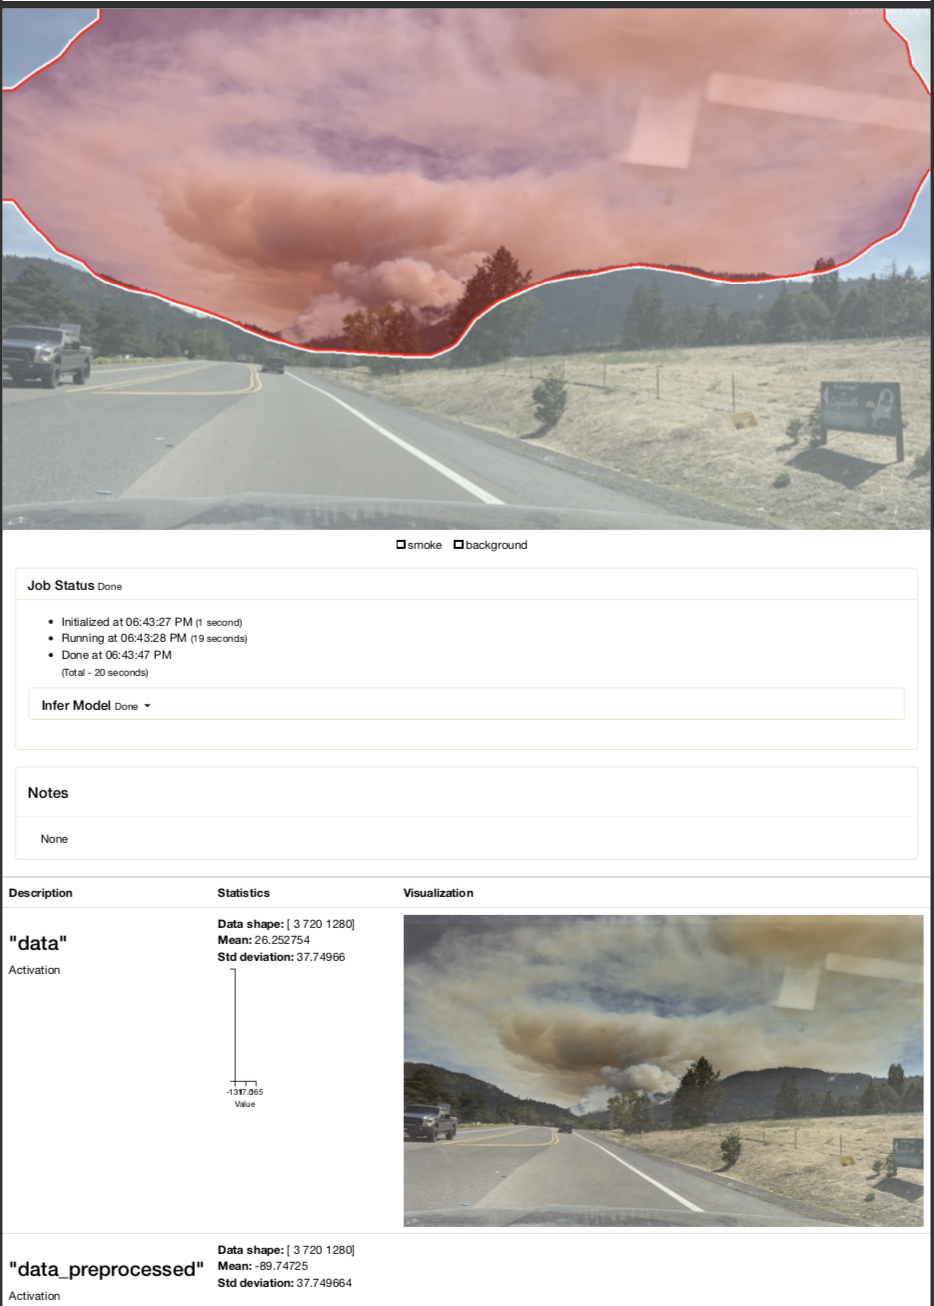 smoke background
Job Status Done
Initialized at 06:43:27 PM (1 second)
Running at 06:43:28 PM (19 seconds)
Done at 06:43:47 PM
(Total - 20 seconds)
Infer Model Done
Notes
None
Description Statistics Visualization
"data"
Activation
Data shape: [ 3 720 1280]
Mean: 26.252754
Std deviation: 37.74966
Value
"data_preprocessed"
Activation
Data shape: [ 3 720 1280]
Mean: -89.74725
Std deviation: 37.749664